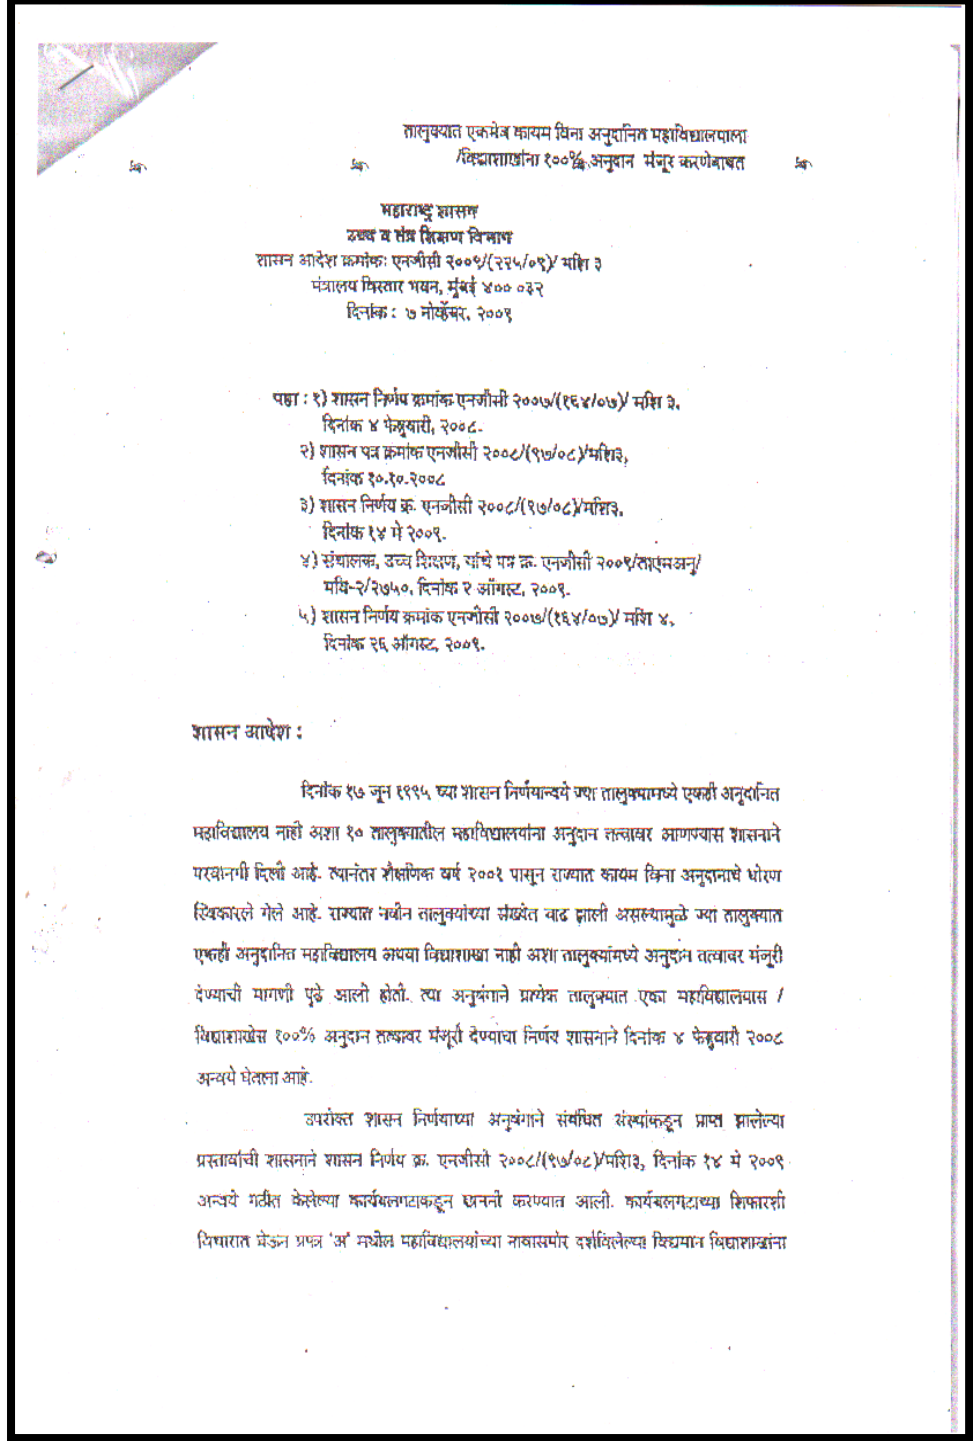 तालुक्यात एकमेव कायम विना अनुदानित महाविद्यालयाला
/विद्याशाखांना १००% अनुदान मंजूर करणेबाबत
महाराष्ट्र शासन
उच्च व तंत्र शिक्षण विभाग
शासन आदेश क्रमांकः एनजीसी २००९/(२२५/०९)/ मशि ३
मंत्रालय विस्तार भवन, मुंबई ४०० ०३२
दिनांक : ७ नोव्हेंबर, २००९
पहा : १) शासन निर्णय क्रमांक एनजीसी २००७/(१६४/०७)/ मशि ३,
दिनांक ४ फेब्रुवारी, २००८.
२) शासन पत्र क्रमांक एनजीसी २००८/(९७/०८)/मशि३,
दिनांक १०.१०.२००८
३) शासन निर्णय क्र. एनजीसी २००८/(९७/०८)/मशि३,
दिनांक १४ मे २००९.
४) संचालक, उच्च शिक्षण, यांचे पत्र क्र. एनजीसी २००९/ताएमअनु/
मवि-२/२७५०, दिनांक २ ऑगस्ट, २००९.
५) शासन निर्णय क्रमांक एनजीसी २००७/(१६४/०७)/ मशि ४,
दिनांक २६ ऑगस्ट, २००९.
शासन आदेश :
दिनांक १७ जून १९९५ च्या शासन निर्णयान्वये ज्या तालुक्यामध्ये एकही अनुदानित
महाविद्यालय नाही अशा १० तालुक्यातील महाविद्यालयांना अनुदान तत्वावर आणण्यास शासनाने
परवानगी दिली आहे. त्यानंतर शैक्षणिक वर्ष २००१ पासून राज्यात कायम विना अनुदानाचे धोरण
स्विकारले गेले आहे. राज्यात नवीन तालुक्यांच्या संख्येत वाढ झाली असल्यामुळे ज्या तालुक्यात
एकही अनुदानित महाविद्यालय अथवा विद्याशाखा नाही अशा तालुक्यांमध्ये अनुदान तत्वावर मंजूरी
देण्याची मागणी पुढे आली होती. त्या अनुषंगाने प्रत्येक तालुक्यात एका महाविद्यालयास /
विद्याशाखेस १००% अनुदान तत्वावर मंजूरी देण्याचा निर्णय शासनाने दिनांक ४ फेब्रुवारी २००८
अन्वये घेतला आहे.
उपरोक्त शासन निर्णयाच्या अनुषंगाने संबंधित संस्थांकडून प्राप्त झालेल्या
प्रस्तावांची शासनाने शासन निर्णय क्र. एनजीसी २००८/(९७/०८)/मशि३, दिनांक १४ मे २००९
अन्वये गठीत केलेल्या कार्यबलगटाकडून छाननी करण्यात आली. कार्यबलगटाच्या शिफारशी
विचारात घेऊन प्रपत्र 'अ' मधील महाविद्यालयांच्या नावासमोर दर्शविलेल्या विद्यमान विद्याशाखांना